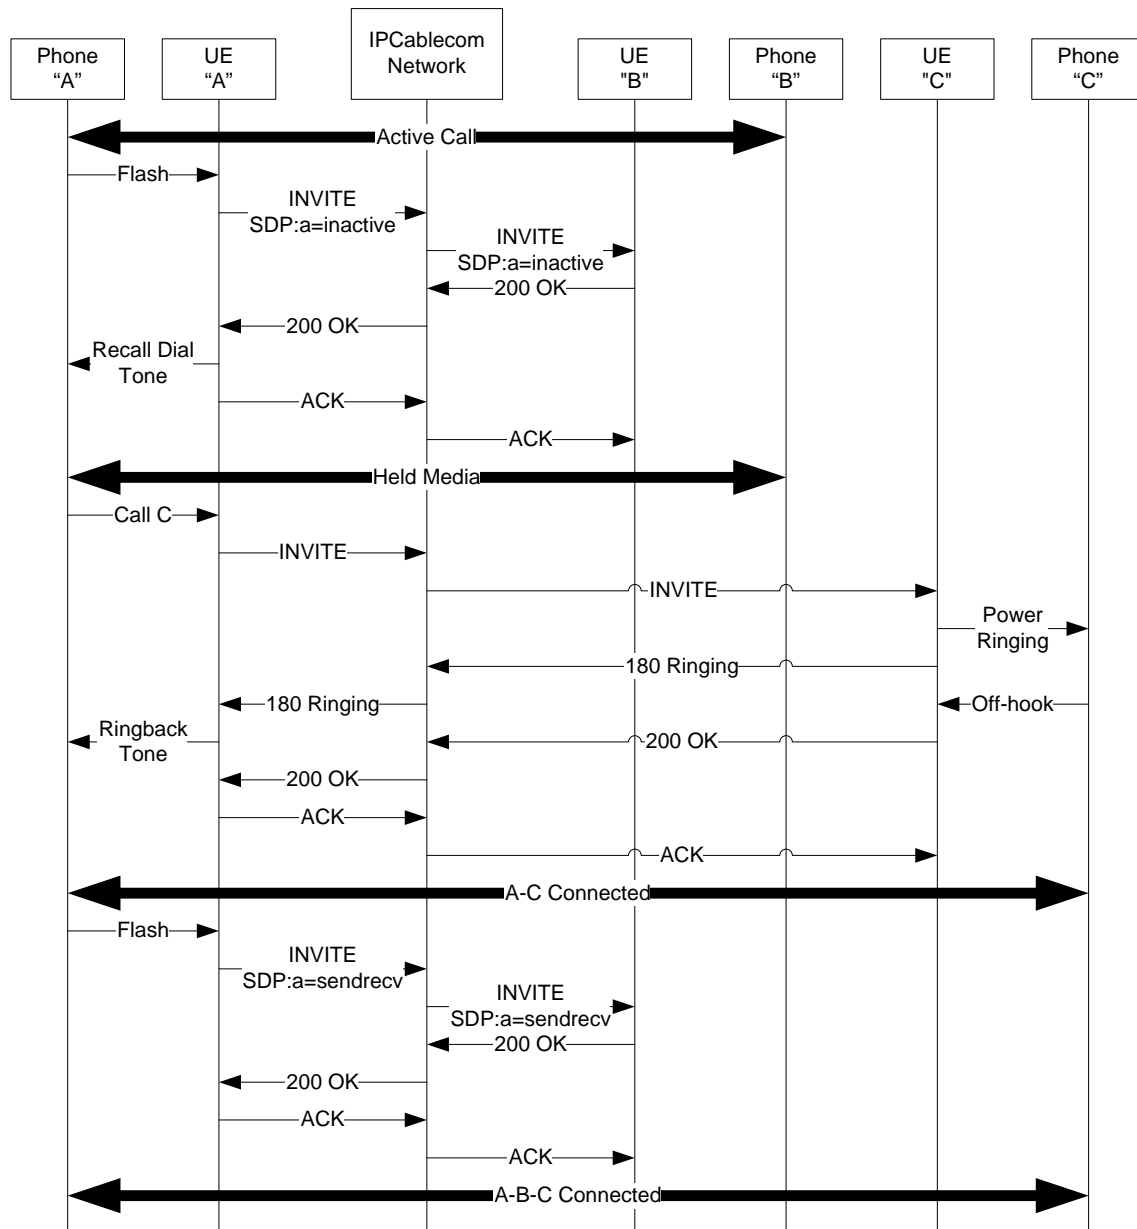 Phone
“A”
UE
“A”
IPCablecom
Network
UE
"B"
Phone
“B”
UE
"C"
Phone
“C”
Active Call
Flash
INVITE
SDP:a=inactive
INVITE
SDP:a=inactive
200 OK
200 OK
Recall Dial
Tone
ACK
ACK
Held Media
Call C
INVITE
INVITE
Power
Ringing
180 Ringing
180 Ringing
Off-hook
Ringback
Tone
200 OK
200 OK
ACK
ACK
A-C Connected
Flash
INVITE
SDP:a=sendrecv
INVITE
SDP:a=sendrecv
200 OK
200 OK
ACK
ACK
A-B-C Connected